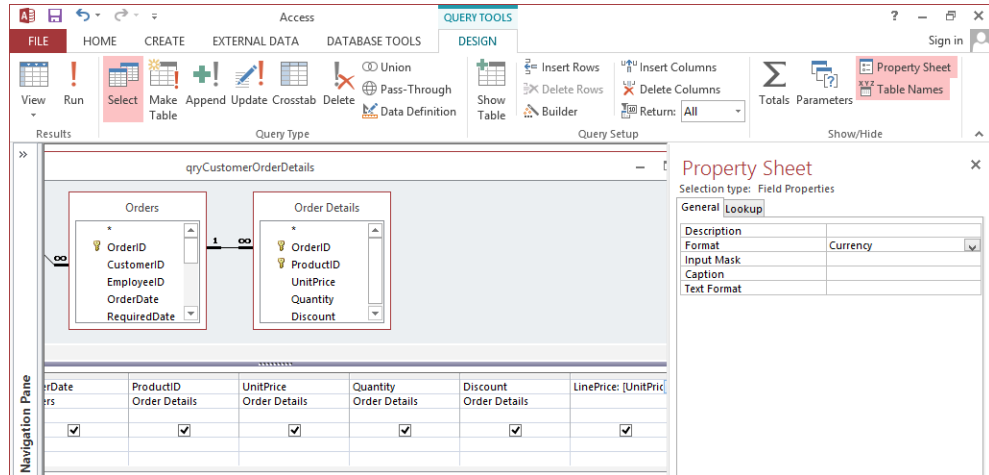 Access
QUERY TOOLS
?
FILE HOME CREATE EXTERNAL DATA DATABASE TOOLS DESIGN Sign in
View
Run
Select
Make Table
Append
Update
Crosstab
Delete
Union
Pass-Through
Data Definition
Show Table
Insert Rows
Delete Rows
Builder
Insert Columns
Delete Columns
Return: All
Totals
Parameters
Property Sheet
Table Names
Results
Query Type
Query Setup
Show/Hide
qryCustomerOrderDetails
∞
Orders
*
OrderID
CustomerID
EmployeeID
OrderDate
RequiredDate
1 ∞
Order Details
*
OrderID
ProductID
UnitPrice
Quantity
Discount
Property Sheet
Selection type: Field Properties
General Lookup
Description
Format Currency
Input Mask
Caption
Text Format
erDate ProductID UnitPrice Quantity Discount LinePrice: [UnitPric
ers Order Details Order Details Order Details Order Details
Navigation Pane